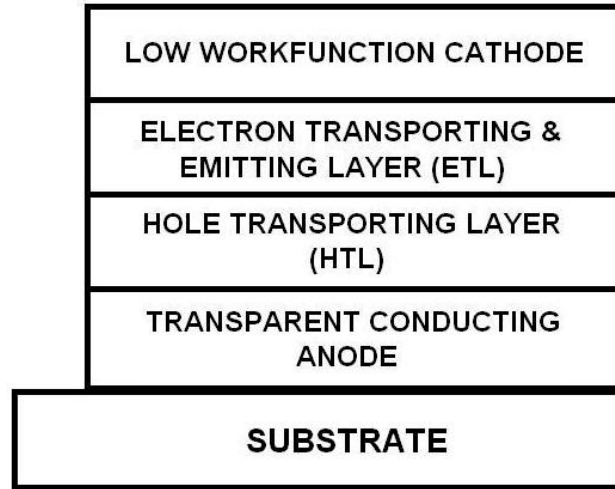 LOW WORKFUNCTION CATHODE
ELECTRON TRANSPORTING &
EMITTING LAYER (ETL)
HOLE TRANSPORTING LAYER
(HTL)
TRANSPARENT CONDUCTING
ANODE
SUBSTRATE